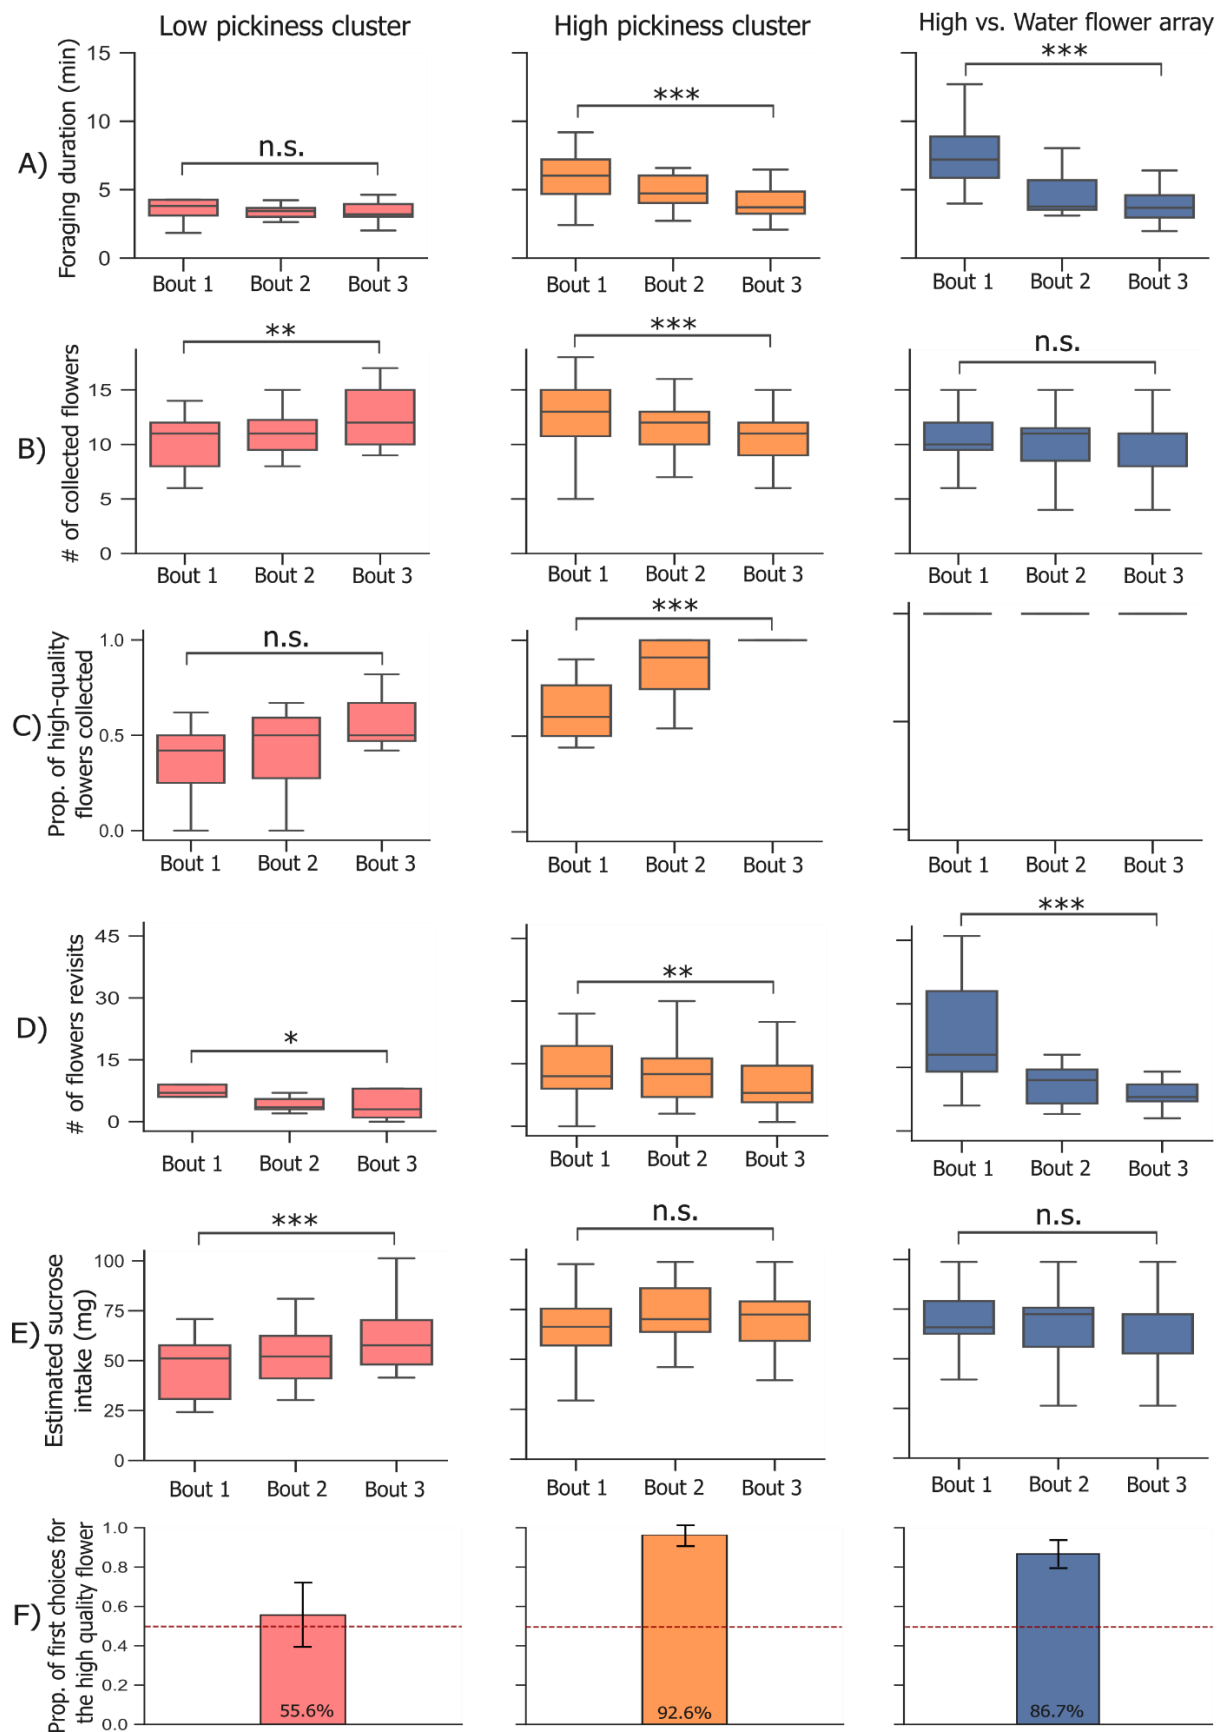 Low pickiness cluster
High pickiness cluster
High vs. Water flower array
A)
Foraging duration (min)
15
10
5
0
n.s.
Bout 1 Bout 2 Bout 3
***
Bout 1 Bout 2 Bout 3
***
Bout 1 Bout 2 Bout 3
B)
# of collected flowers
15
10
5
0
**
Bout 1 Bout 2 Bout 3
***
Bout 1 Bout 2 Bout 3
n.s.
Bout 1 Bout 2 Bout 3
C)
Prop. of high-quality
flowers collected
1.0
0.5
0.0
n.s.
Bout 1 Bout 2 Bout 3
***
Bout 1 Bout 2 Bout 3
Bout 1 Bout 2 Bout 3
D)
# of flowers revisits
45
30
15
0
*
Bout 1 Bout 2 Bout 3
**
Bout 1 Bout 2 Bout 3
***
Bout 1 Bout 2 Bout 3
E)
Estimated sucrose
intake (mg)
100
75
50
25
0
***
Bout 1 Bout 2 Bout 3
n.s.
Bout 1 Bout 2 Bout 3
n.s.
Bout 1 Bout 2 Bout 3
F)
Prop. of first choices for
the high quality flower
1.0
0.8
0.6
0.4
0.2
0.0
55.6%
92.6%
86.7%